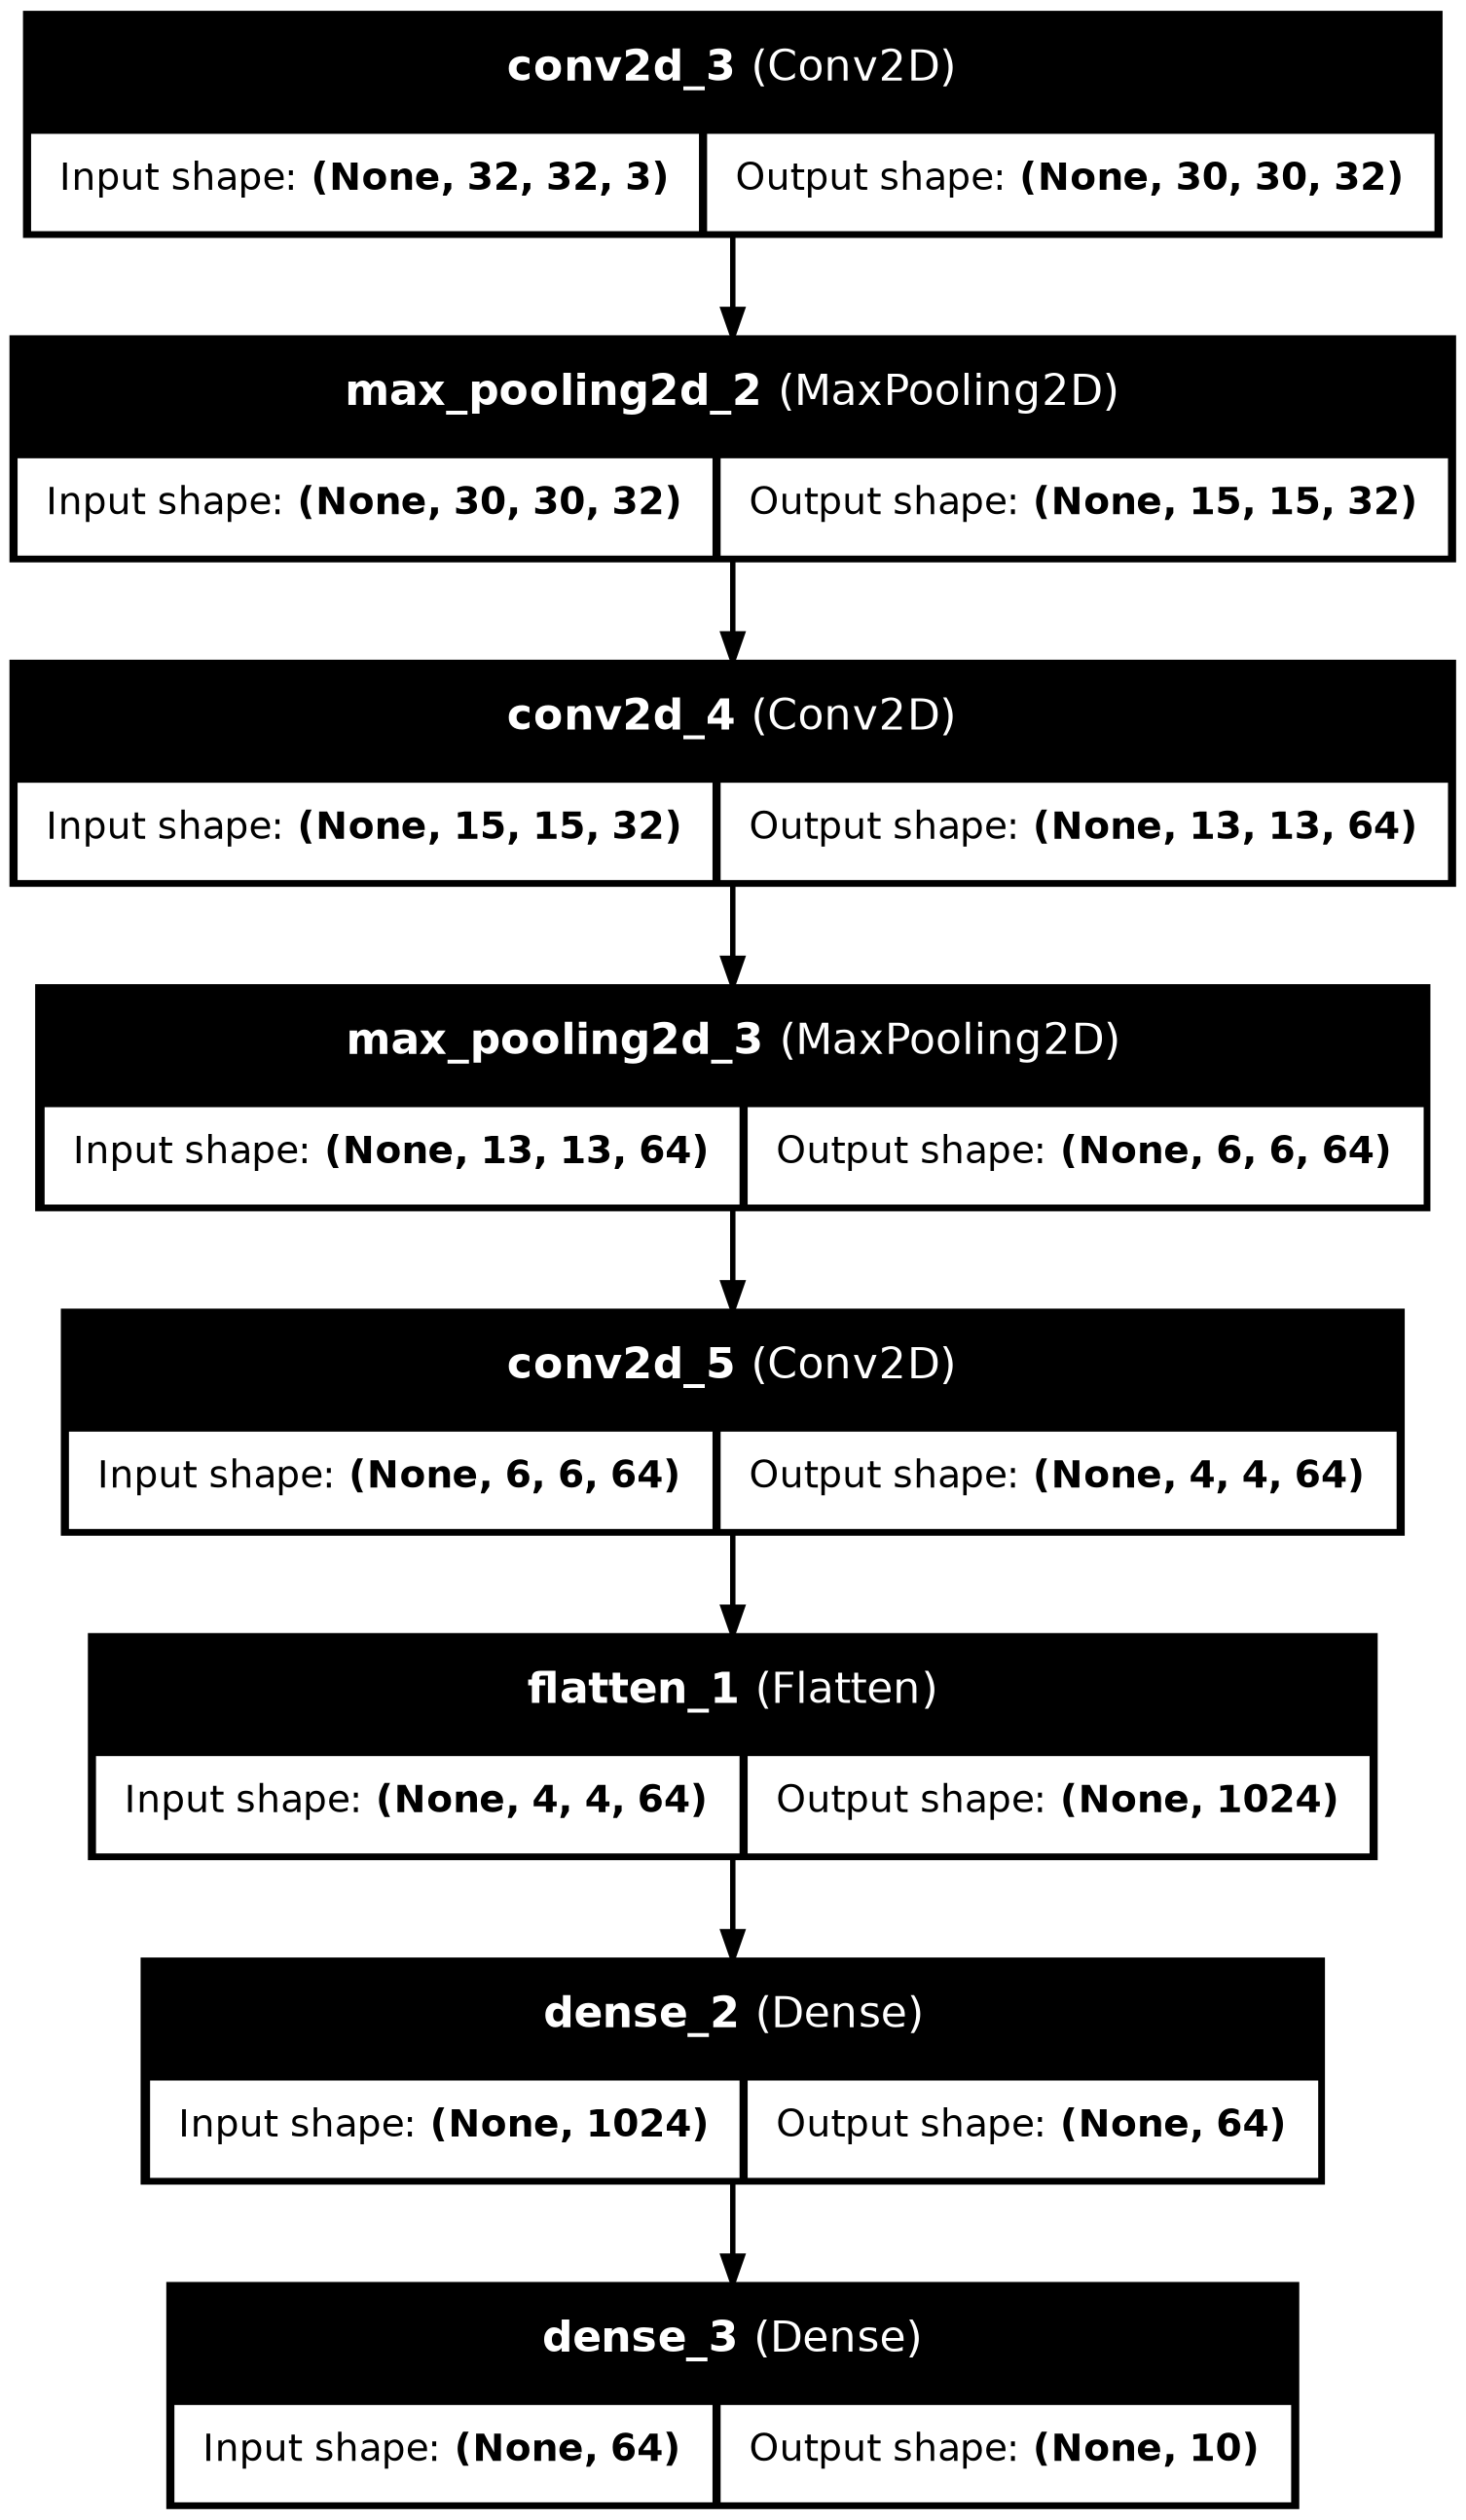 conv2d_3 (Conv2D)
Input shape: (None, 32, 32, 3) Output shape: (None, 30, 30, 32)
max_pooling2d_2 (MaxPooling2D)
Input shape: (None, 30, 30, 32) Output shape: (None, 15, 15, 32)
conv2d_4 (Conv2D)
Input shape: (None, 15, 15, 32) Output shape: (None, 13, 13, 64)
max_pooling2d_3 (MaxPooling2D)
Input shape: (None, 13, 13, 64) Output shape: (None, 6, 6, 64)
conv2d_5 (Conv2D)
Input shape: (None, 6, 6, 64) Output shape: (None, 4, 4, 64)
flatten_1 (Flatten)
Input shape: (None, 4, 4, 64) Output shape: (None, 1024)
dense_2 (Dense)
Input shape: (None, 1024) Output shape: (None, 64)
dense_3 (Dense)
Input shape: (None, 64) Output shape: (None, 10)